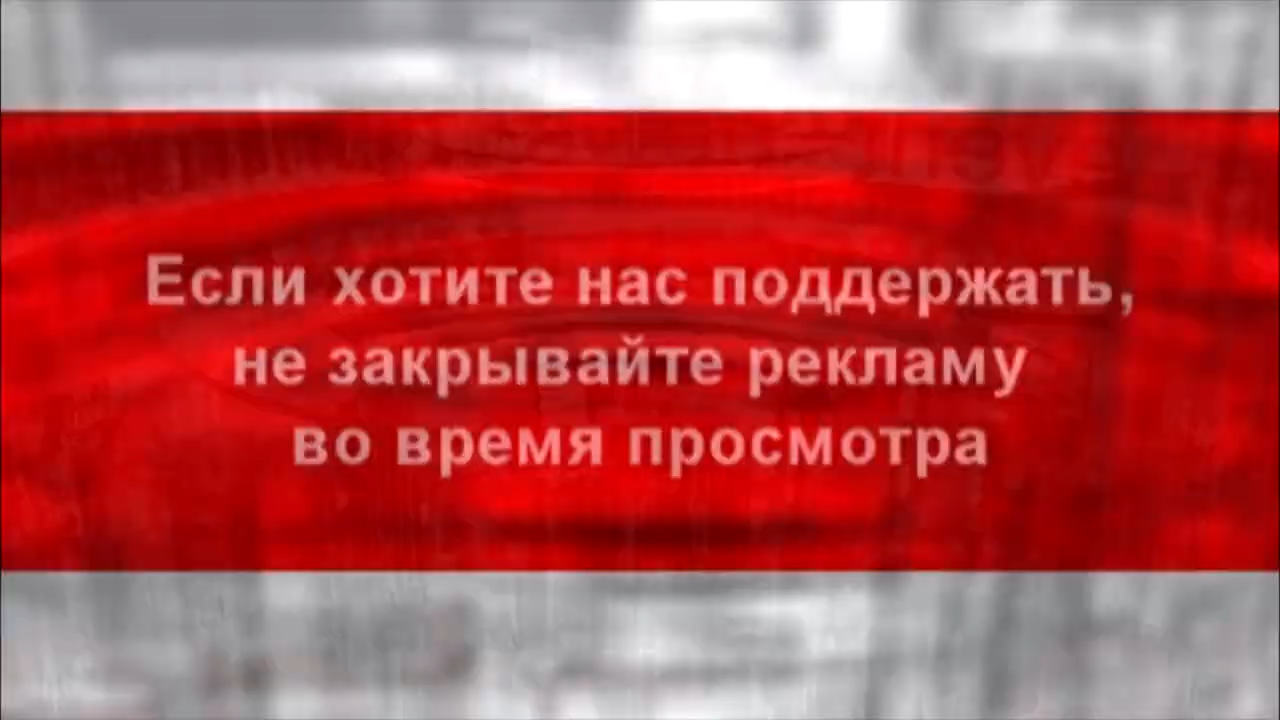 Если хотите нас поддержать,
не закрывайте рекламу
во время просмотра